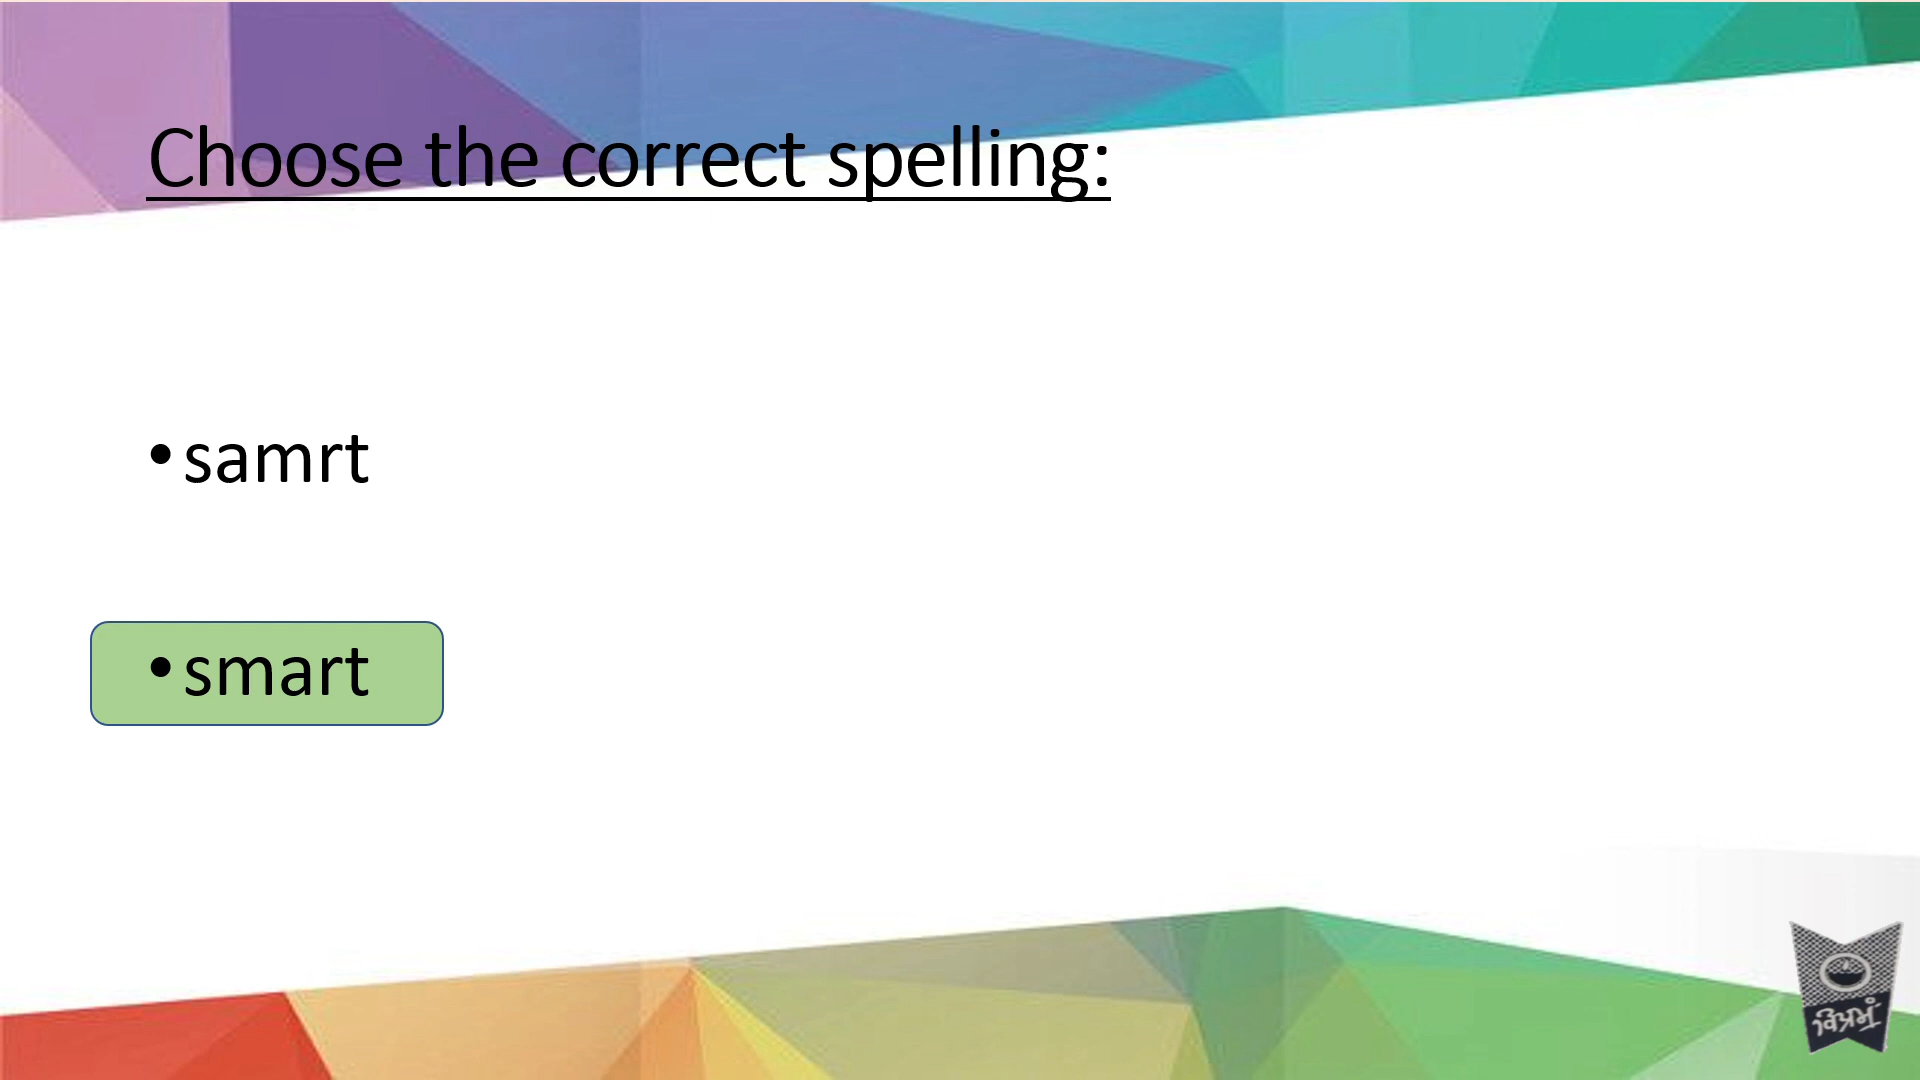 Choose the correct spelling:
• samrt
• smart